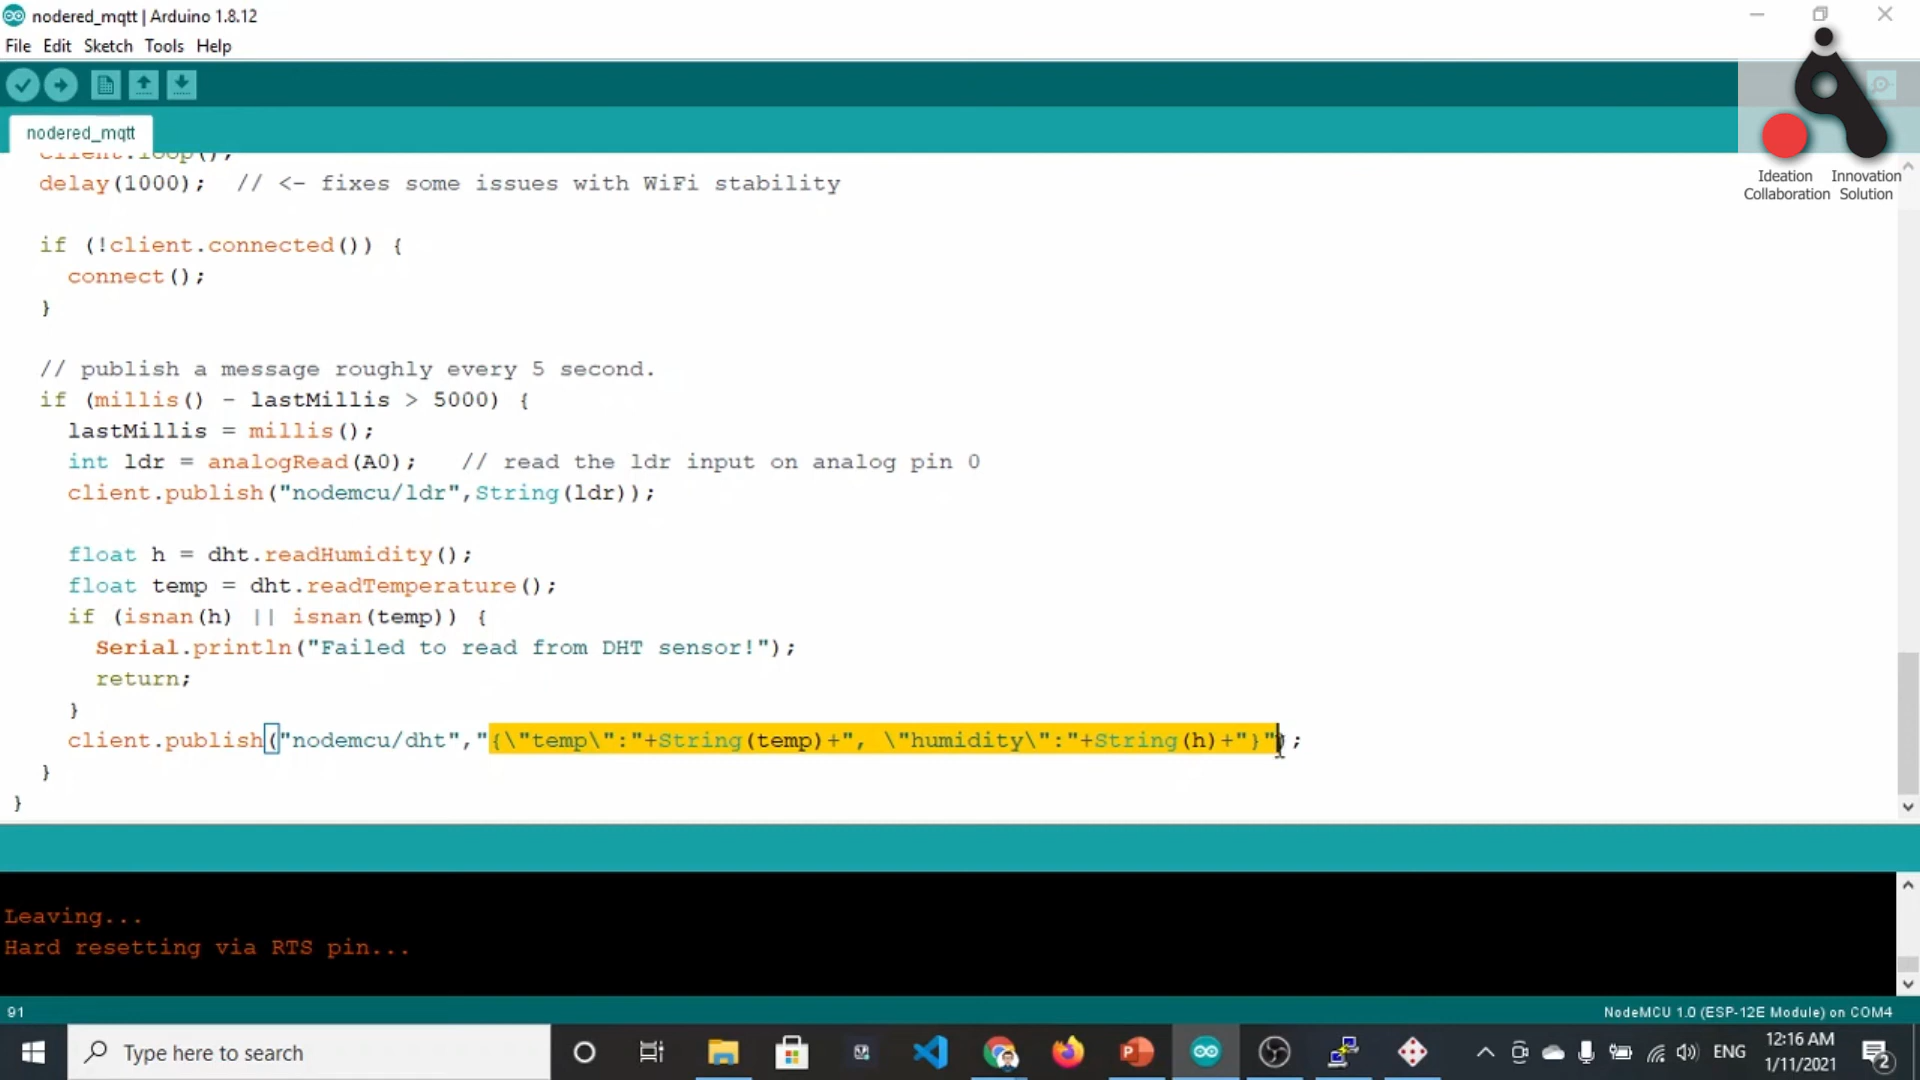 nodered_mqtt | Arduino 1.8.12
File Edit Sketch Tools Help
nodered_mqtt
Ideation Innovation
Collaboration Solution
client.loop();
delay(1000);  // <- fixes some issues with WiFi stability
if (!client.connected()) {
connect();
}
// publish a message roughly every 5 second.
if (millis() - lastMillis > 5000) {
lastMillis = millis();
int ldr = analogRead(A0);   // read the ldr input on analog pin 0
client.publish("nodemcu/ldr",String(ldr));
float h = dht.readHumidity();
float temp = dht.readTemperature();
if (isnan(h) || isnan(temp)) {
Serial.println("Failed to read from DHT sensor!");
return;
}
client.publish("nodemcu/dht","{\"temp\":"+String(temp)+", \"humidity\":"+String(h)+"}");
}
}
Leaving...
Hard resetting via RTS pin...
91
NodeMCU 1.0 (ESP-12E Module) on COM4
Type here to search
ENG
12:16 AM
1/11/2021
2